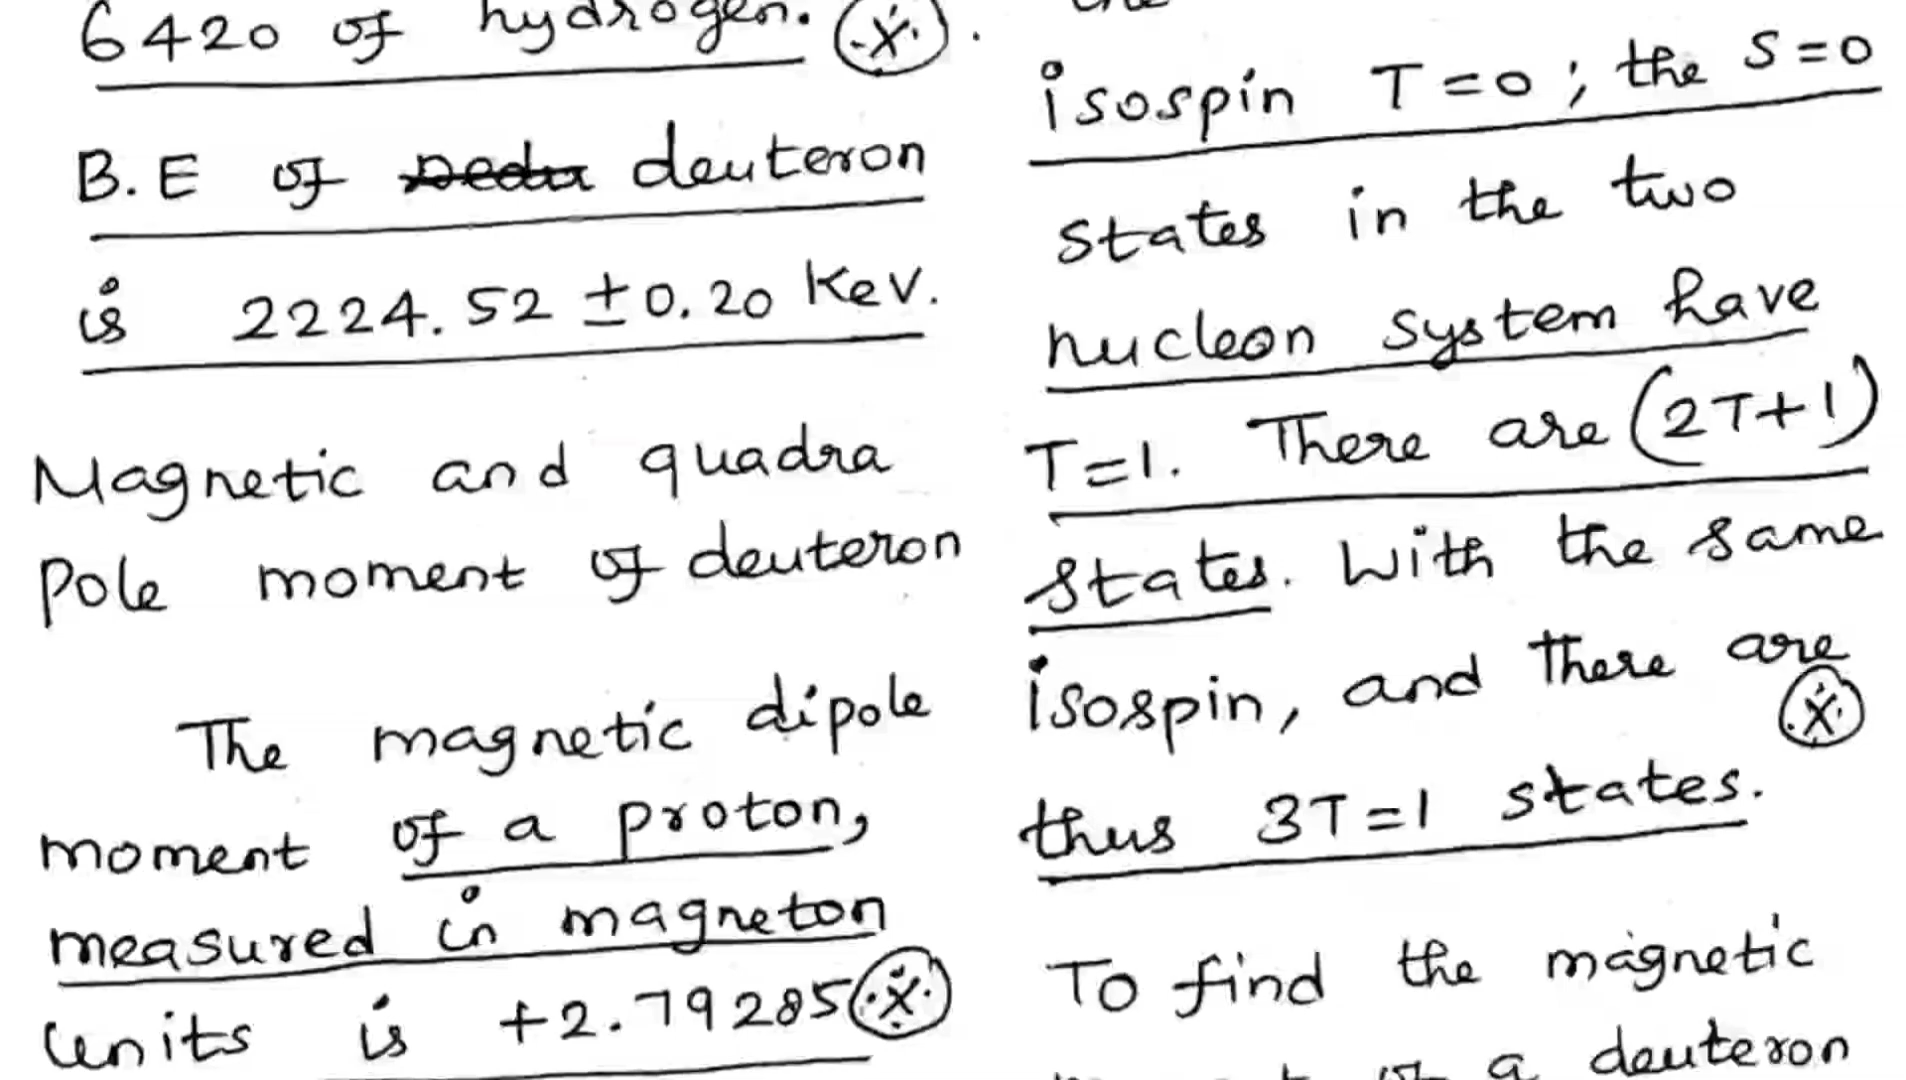 6420 of hydrogen.
B.E of deuteron
is 2224.52 ± 0.20 KeV.
Magnetic and quadra
pole moment of deuteron
The magnetic dipole
moment of a proton,
measured in magneton
units is +2.79285
the
isospin T=0; the S=0
states in the two
nucleon system have
T=1. There are (2T+1)
states. With the same
isospin, and there are
thus 3T=1 states.
To find the magnetic
of a deuteron